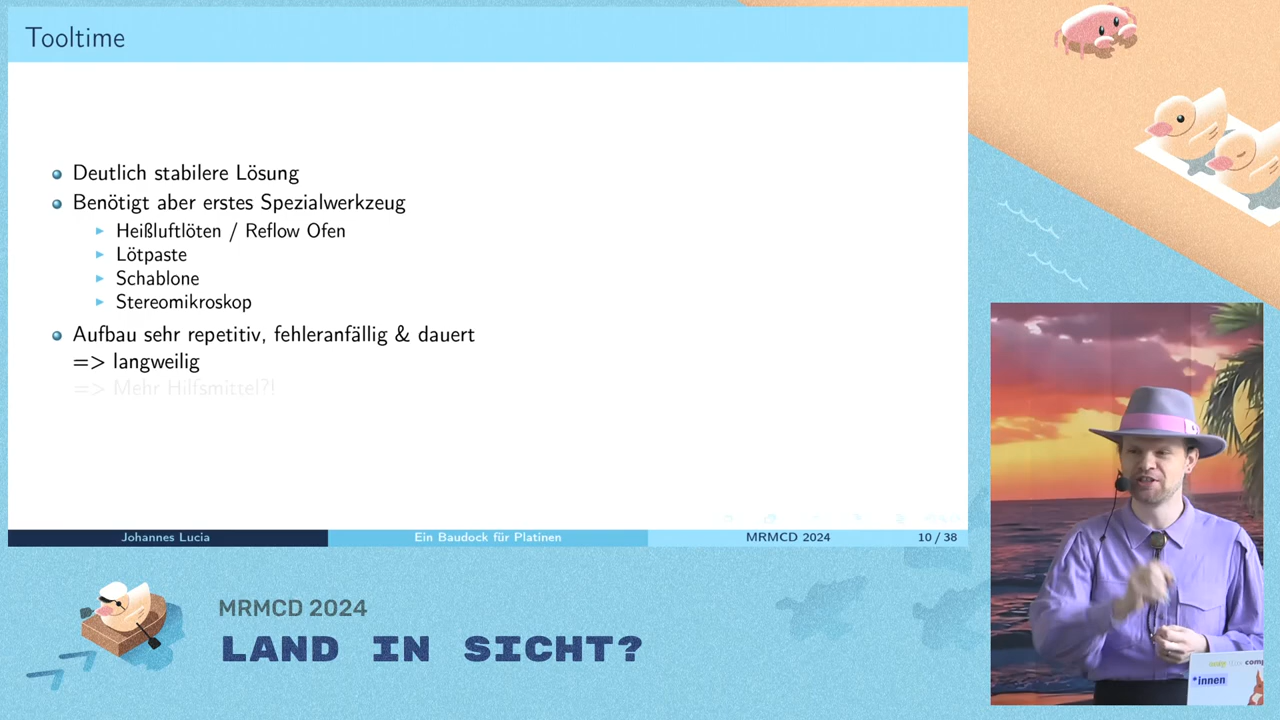 Tooltime
Deutlich stabilere Lösung
Benötigt aber erstes Spezialwerkzeug
Heißluftlöten / Reflow Ofen
Lötpaste
Schablone
Stereomikroskop
Aufbau sehr repetitiv, fehleranfällig & dauert
=> langweilig
=> Mehr Hilfsmittel?!
Johannes Lucia
Ein Baudock für Platinen
MRMCD 2024
10 / 38
MRMCD 2024
LAND IN SICHT?
*innen